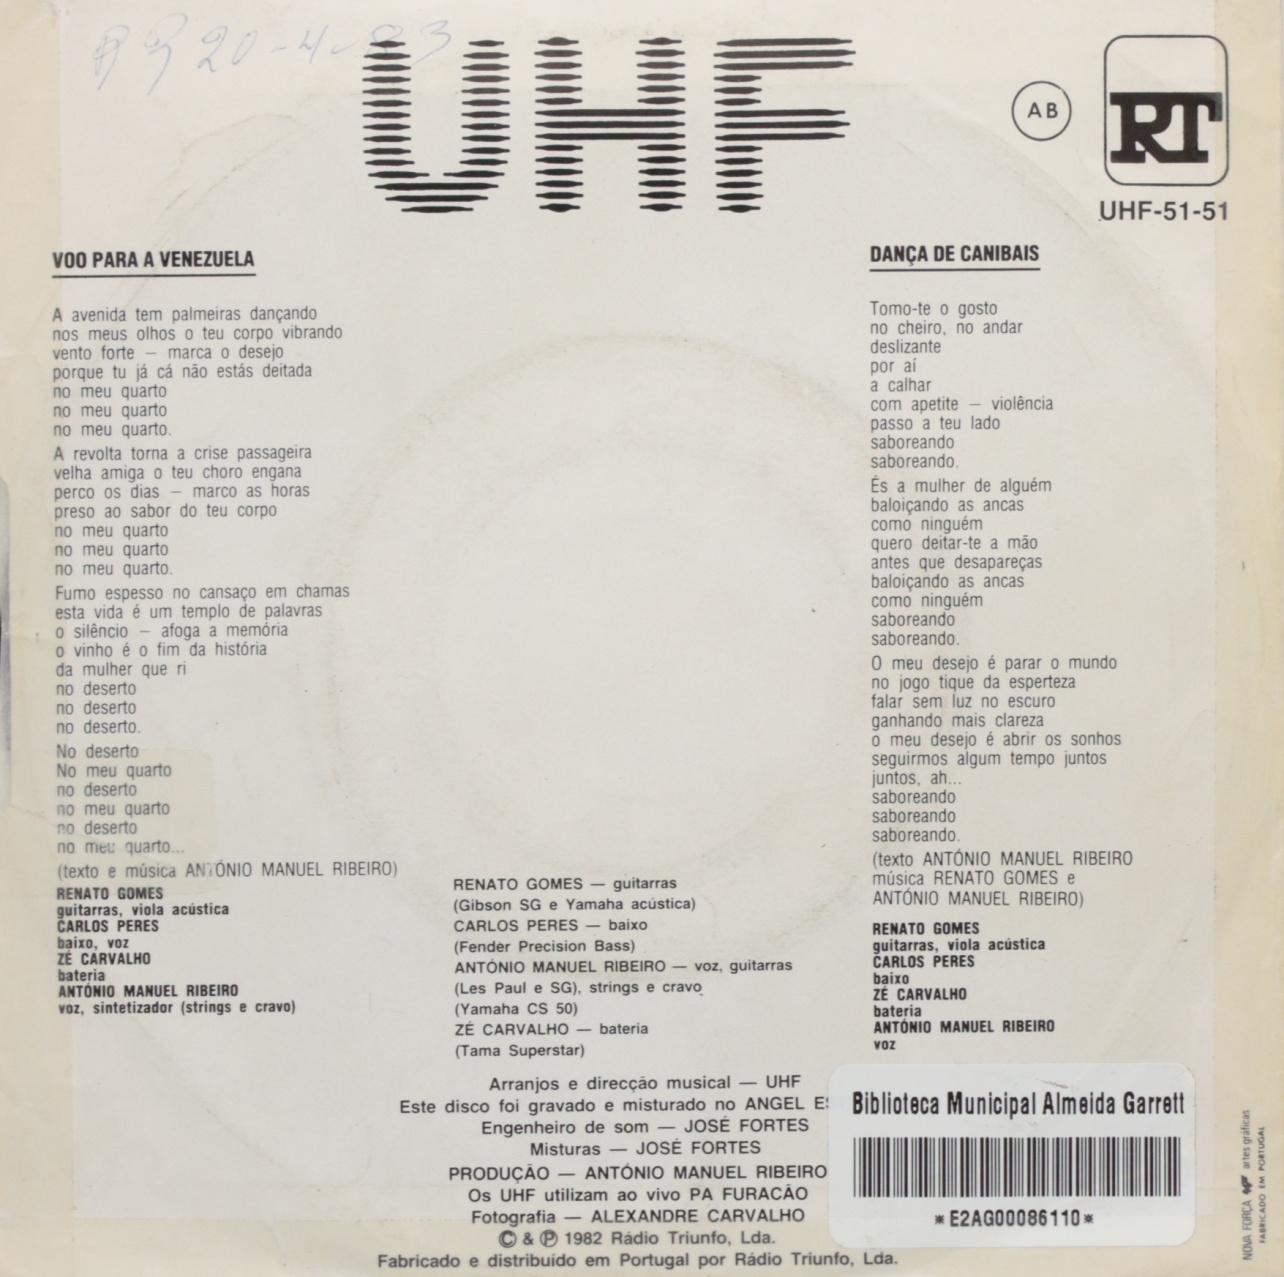 20-4-83
UHF
AB
RT
UHF-51-51
VOO PARA A VENEZUELA
A avenida tem palmeiras dançando
nos meus olhos o teu corpo vibrando
vento forte — marca o desejo
porque tu já cá não estás deitada
no meu quarto
no meu quarto
no meu quarto.
A revolta torna a crise passageira
velha amiga o teu choro engana
perco os dias — marco as horas
preso ao sabor do teu corpo
no meu quarto
no meu quarto
no meu quarto.
Fumo espesso no cansaço em chamas
esta vida é um templo de palavras
o silêncio — afoga a memória
o vinho é o fim da história
da mulher que ri
no deserto
no deserto
no deserto.
No deserto
No meu quarto
no deserto
no meu quarto
no deserto
no meu quarto...
(texto e música ANTÓNIO MANUEL RIBEIRO)
RENATO GOMES
guitarras, viola acústica
CARLOS PERES
baixo, voz
ZÉ CARVALHO
bateria
ANTÓNIO MANUEL RIBEIRO
voz, sintetizador (strings e cravo)
RENATO GOMES — guitarras
(Gibson SG e Yamaha acústica)
CARLOS PERES — baixo
(Fender Precision Bass)
ANTÓNIO MANUEL RIBEIRO — voz, guitarras
(Les Paul e SG), strings e cravo
(Yamaha CS 50)
ZÉ CARVALHO — bateria
(Tama Superstar)
DANÇA DE CANIBAIS
Tomo-te o gosto
no cheiro, no andar
deslizante
por aí
a calhar
com apetite — violência
passo a teu lado
saboreando
saboreando.
És a mulher de alguém
baloiçando as ancas
como ninguém
quero deitar-te a mão
antes que desapareças
baloiçando as ancas
como ninguém
saboreando
saboreando.
O meu desejo é parar o mundo
no jogo tique da esperteza
falar sem luz no escuro
ganhando mais clareza
o meu desejo é abrir os sonhos
seguirmos algum tempo juntos
juntos, ah...
saboreando
saboreando
saboreando.
(texto ANTÓNIO MANUEL RIBEIRO
música RENATO GOMES e
ANTÓNIO MANUEL RIBEIRO)
RENATO GOMES
guitarras, viola acústica
CARLOS PERES
baixo
ZÉ CARVALHO
bateria
ANTÓNIO MANUEL RIBEIRO
voz
Arranjos e direcção musical — UHF
Este disco foi gravado e misturado no ANGEL
Engenheiro de som — JOSÉ FORTES
Misturas — JOSÉ FORTES
PRODUÇÃO — ANTÓNIO MANUEL RIBEIRO
Os UHF utilizam ao vivo PA FURACÃO
Fotografia — ALEXANDRE CARVALHO
© & ℗ 1982 Rádio Triunfo, Lda.
Fabricado e distribuído em Portugal por Rádio Triunfo, Lda.
Biblioteca Municipal Almeida Garrett
*E2AG00086110*
NOVA FORÇA artes gráficas
FABRICADO EM PORTUGAL